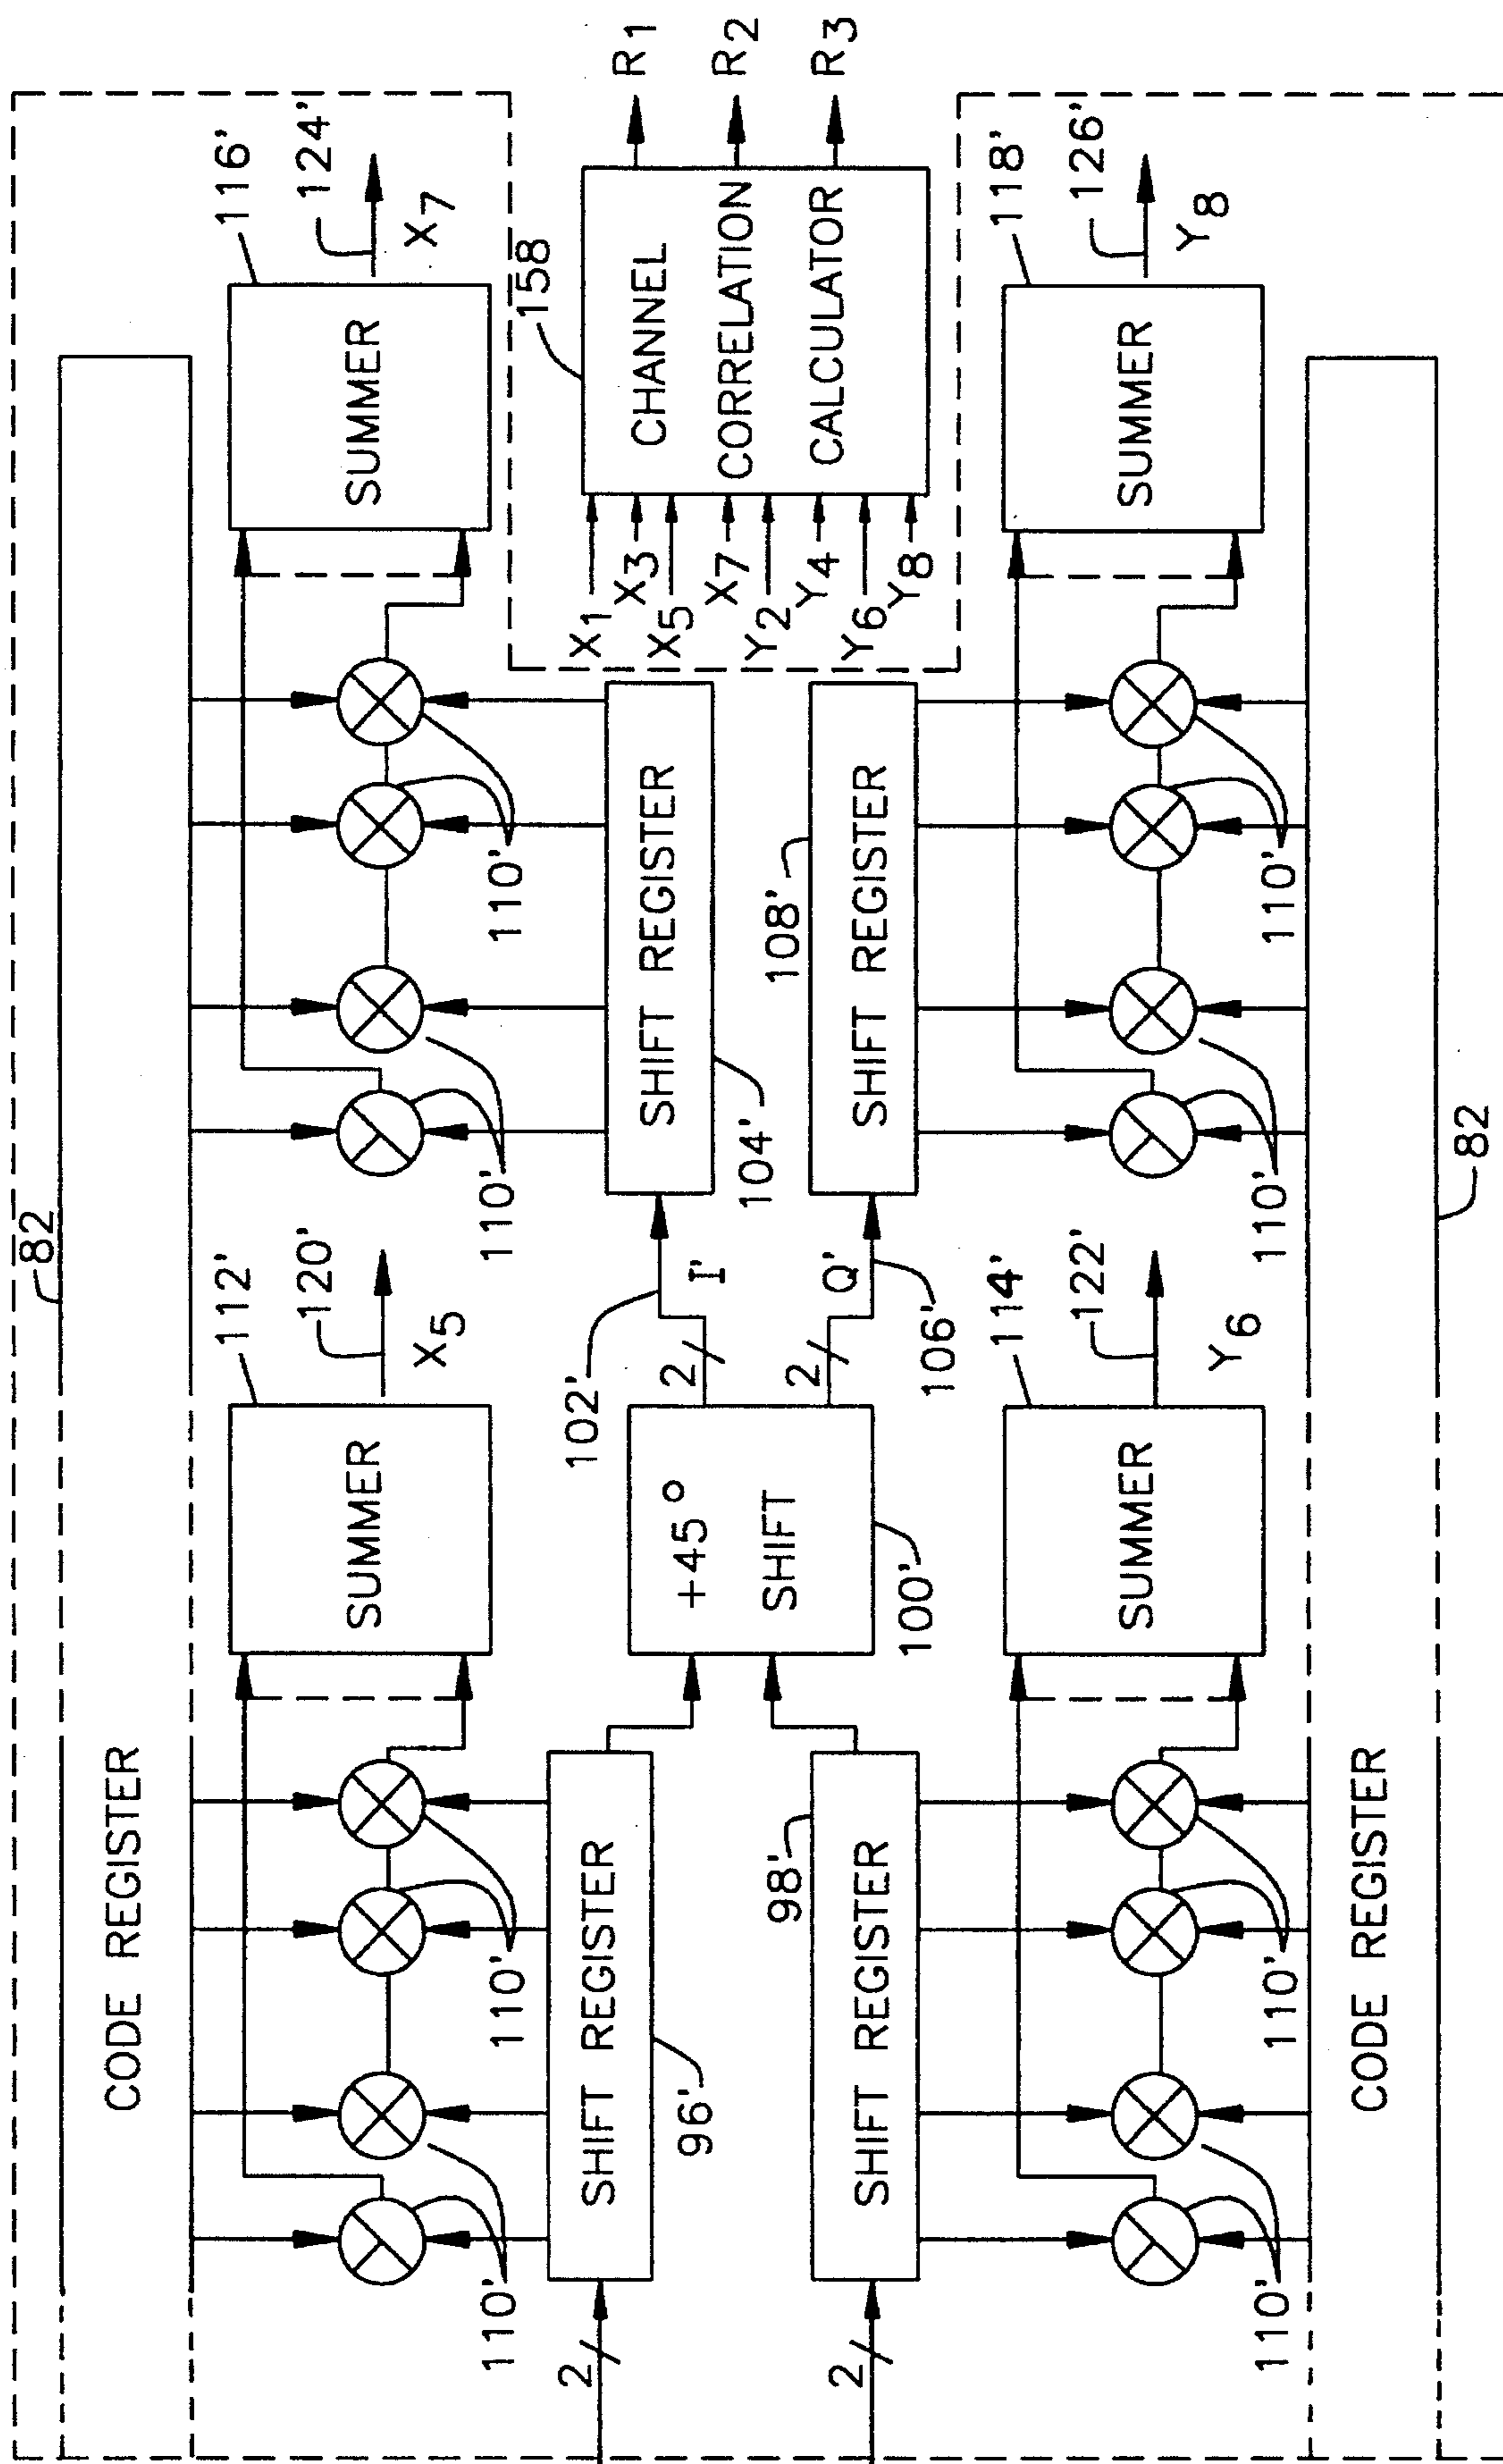 82
CODE REGISTER
SUMMER
112'
120'
X5
SUMMER
116'
124'
X7
110'
110'
110'
110'
SHIFT REGISTER
96'
2
+45°
SHIFT
100'
102'
2
I'
SHIFT REGISTER
104'
158
CHANNEL
CORRELATION
CALCULATOR
X1
X3
X5
X7
Y2
Y4
Y6
Y8
R1
R2
R3
2
98'
SHIFT REGISTER
2
Q'
106'
108'
SHIFT REGISTER
110'
110'
110'
110'
SUMMER
114'
122'
Y6
SUMMER
118'
126'
Y8
CODE REGISTER
82